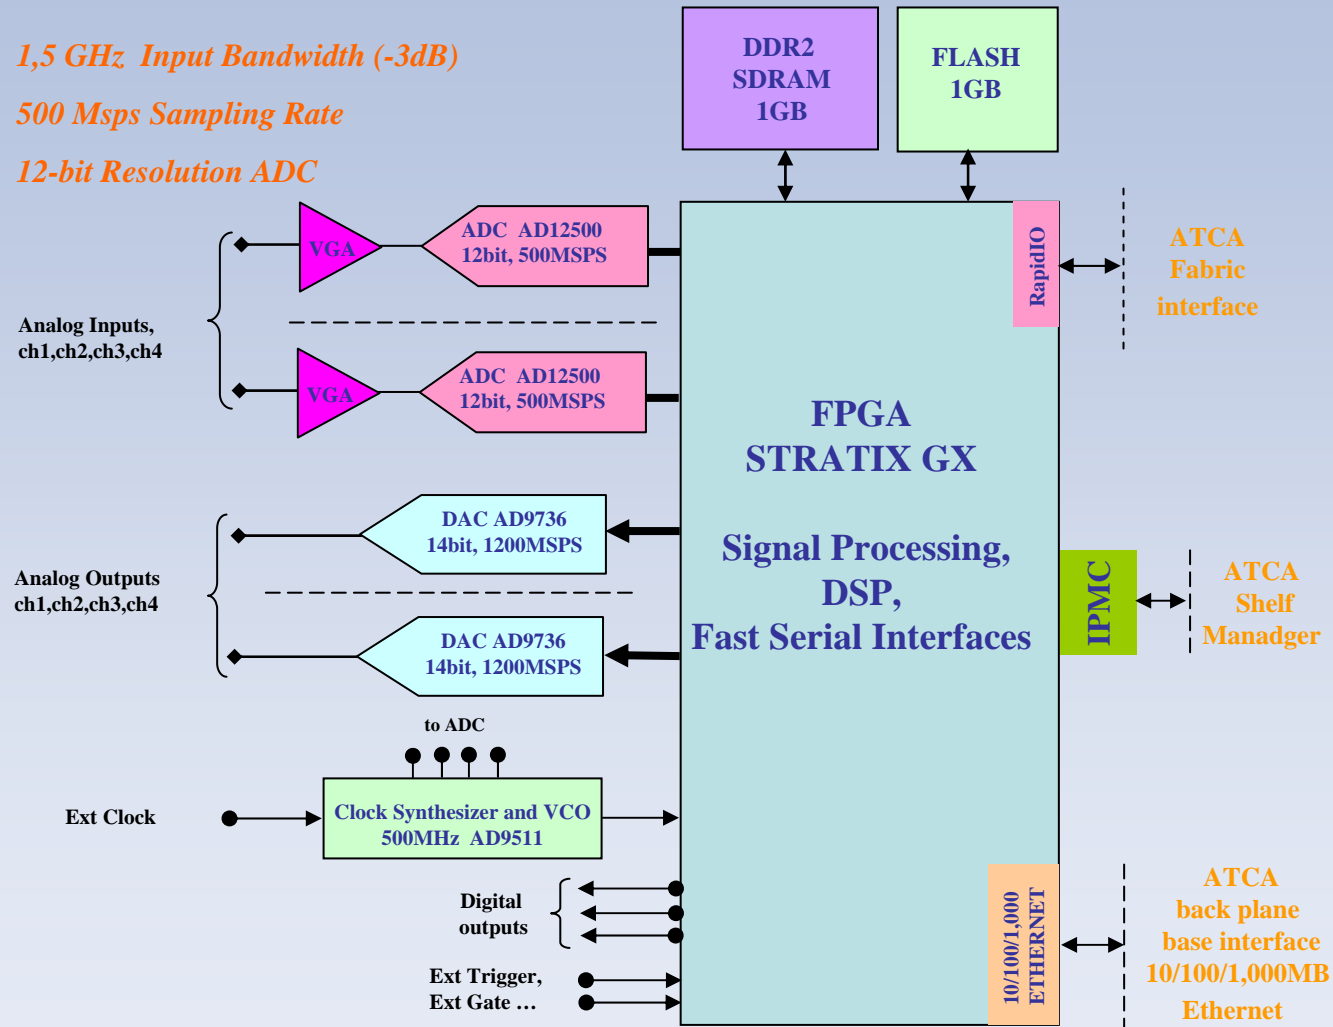 1,5 GHz Input Bandwidth (-3dB)
500 Msps Sampling Rate
12-bit Resolution ADC
DDR2
SDRAM
1GB
FLASH
1GB
VGA
ADC AD12500
12bit, 500MSPS
Analog Inputs,
ch1,ch2,ch3,ch4
VGA
ADC AD12500
12bit, 500MSPS
RapidIO
ATCA
Fabric
interface
FPGA
STRATIX GX
Signal Processing,
DSP,
Fast Serial Interfaces
DAC AD9736
14bit, 1200MSPS
Analog Outputs
ch1,ch2,ch3,ch4
DAC AD9736
14bit, 1200MSPS
IPMC
ATCA
Shelf
Manadger
to ADC
Ext Clock
Clock Synthesizer and VCO
500MHz AD9511
Digital
outputs
Ext Trigger,
Ext Gate ...
10/100/1,000
ETHERNET
ATCA
back plane
base interface
10/100/1,000MB
Ethernet